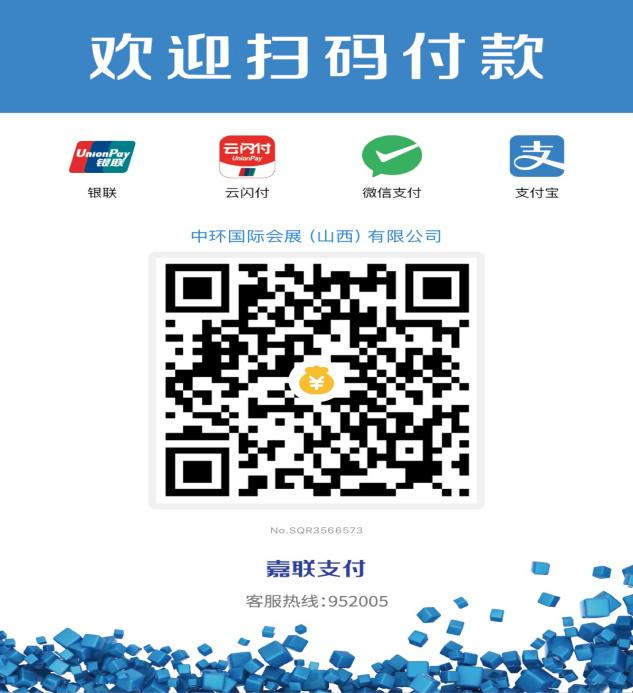 欢迎扫码付款
UnionPay
银联
云闪付
UnionPay
支
银联
云闪付
微信支付
支付宝
中环国际会展（山西）有限公司
¥
No.SQR3566573
嘉联支付
客服热线:952005